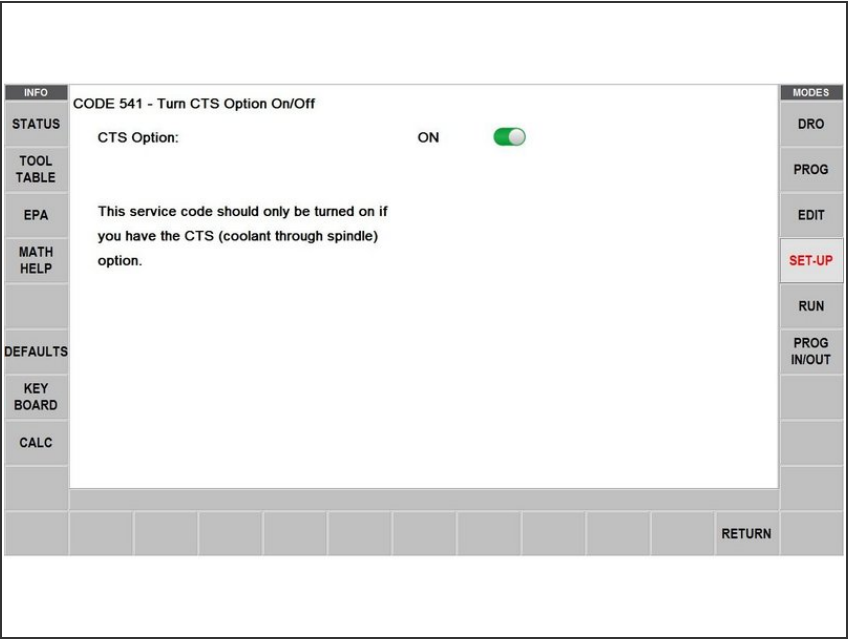 INFO
STATUS
TOOL
TABLE
EPA
MATH
HELP
DEFAULTS
KEY
BOARD
CALC
CODE 541 - Turn CTS Option On/Off
CTS Option: ON
This service code should only be turned on if
you have the CTS (coolant through spindle)
option.
MODES
DRO
PROG
EDIT
SET-UP
RUN
PROG
IN/OUT
RETURN